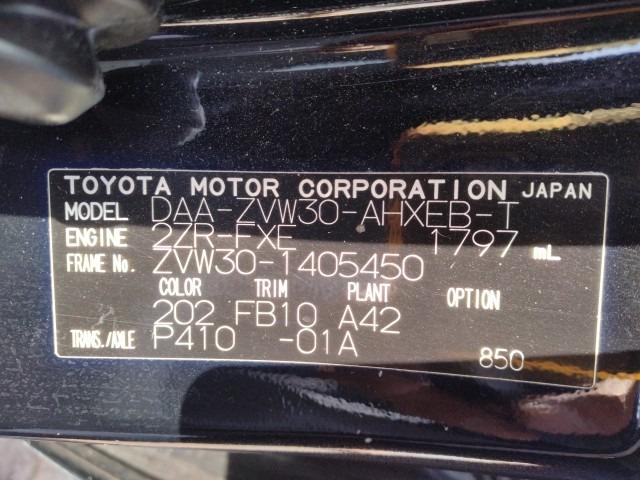 TOYOTA MOTOR CORPORATION JAPAN
MODEL DAA-ZVW30-AHXEB-T
ENGINE 2ZR-FXE 1797 mL
FRAME No. ZVW30-1405450
COLOR TRIM PLANT OPTION
202 FB10 A42
TRANS./AXLE P410 -01A 850